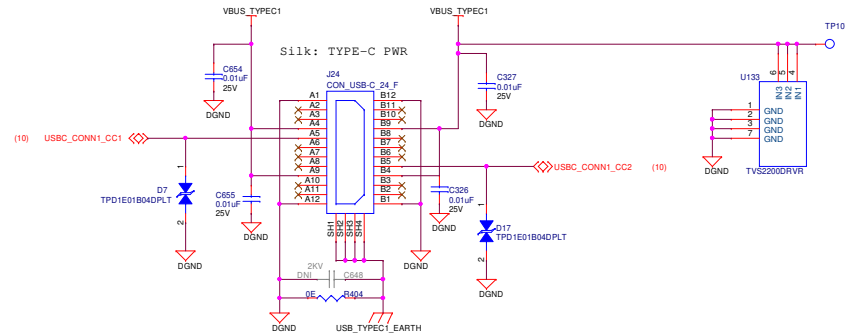 VBUS_TYPEC1
VBUS_TYPEC1
TP10
Silk: TYPE-C PWR
C654
0.01uF
25V
DGND
J24
CON_USB-C_24_F
C327
0.01uF
25V
DGND
U133
6
5
4
IN3
IN2
IN1
1
2
3
7
GND
GND
GND
GND
DGND
TVS2200DRVR
A1
A2
A3
A4
A5
A6
A7
A8
A9
A10
A11
A12
B12
B11
B10
B9
B8
B7
B6
B5
B4
B3
B2
B1
SH1
SH2
SH3
SH4
(10)
USBC_CONN1_CC1
USBC_CONN1_CC2
(10)
1
D7
TPD1E01B04DPLT
2
DGND
C655
0.01uF
25V
DGND
C326
0.01uF
25V
DGND
1
D17
TPD1E01B04DPLT
2
DGND
2KV
DNI
C648
0E
R404
DGND
USB_TYPEC1_EARTH